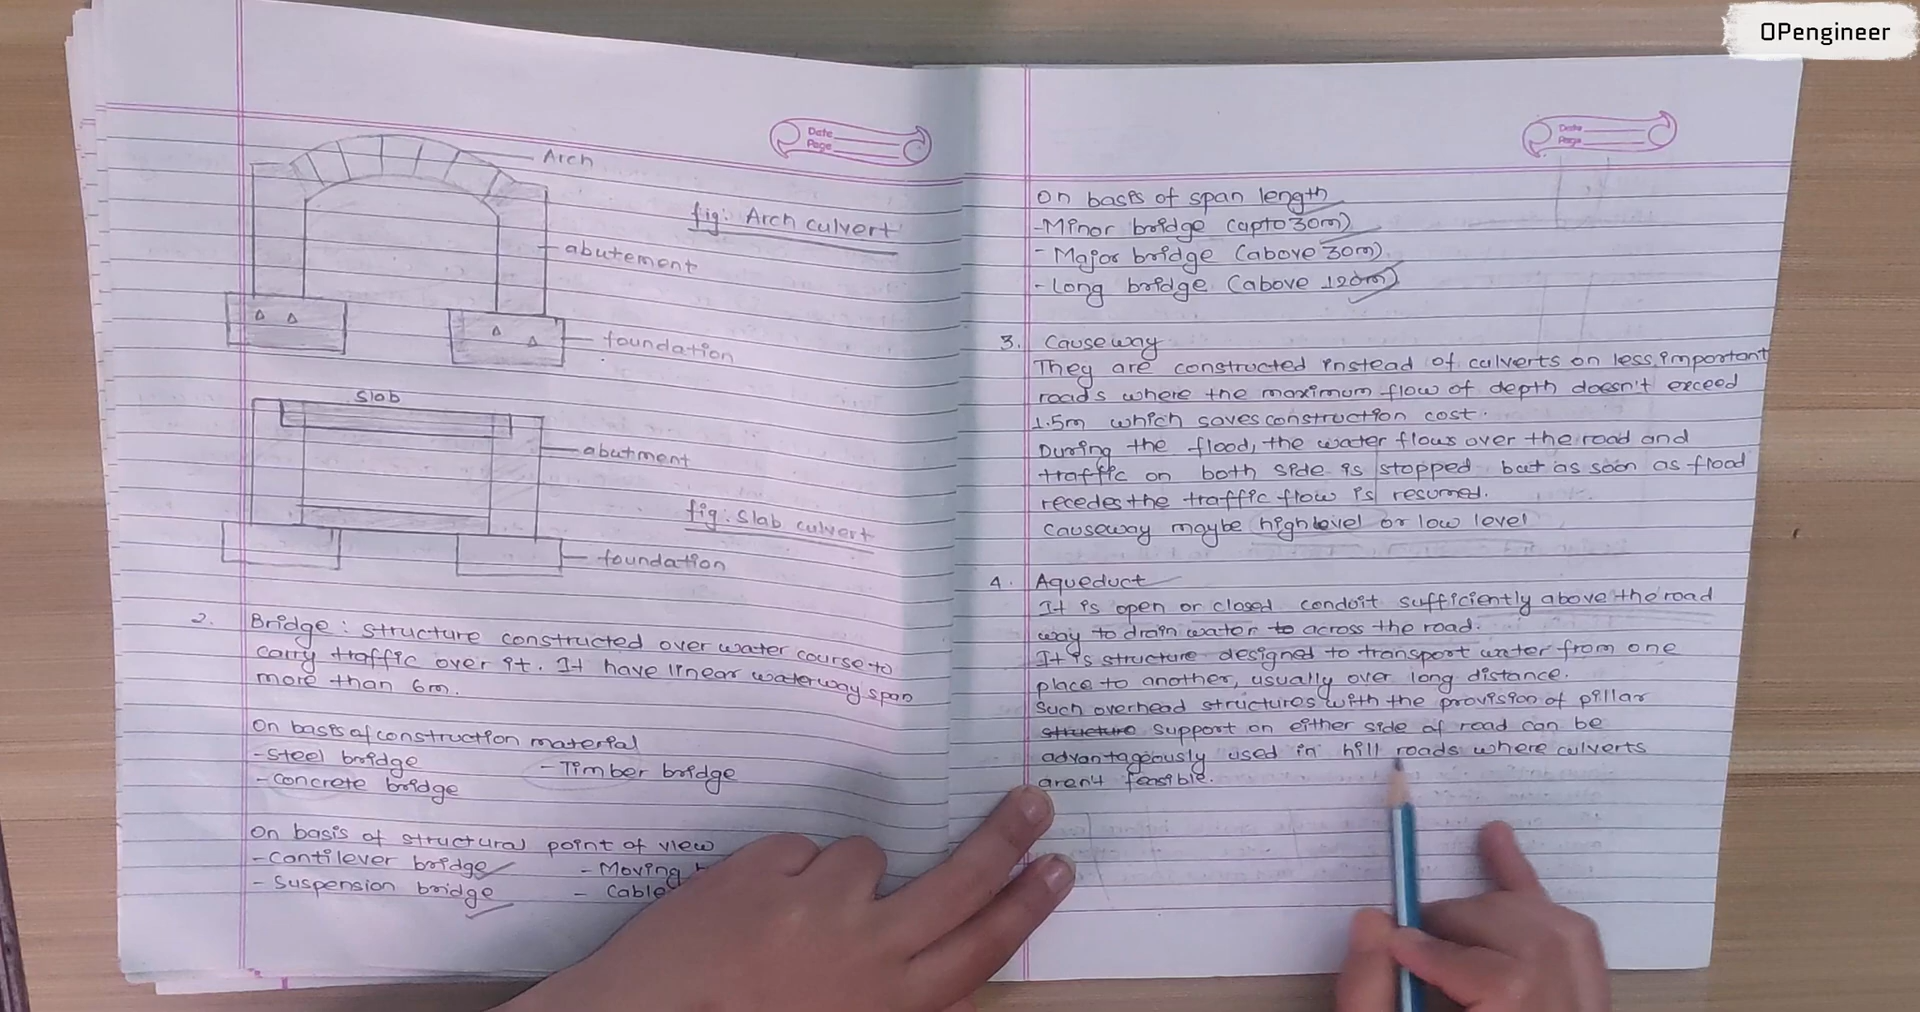 OPengineer
Date
Page
Arch
fig: Arch culvert
abutement
foundation
Slab
abutment
fig: Slab culvert
foundation
2. Bridge: structure constructed over water course to
carry traffic over it. It have linear waterway span
more than 6m.
On basis of construction material
- Steel bridge - Timber bridge
- Concrete bridge
On basis of structural point of view
- Cantilever bridge - Moving
- Suspension bridge - Cable
Date
Page
On basis of span length
- Minor bridge (upto 30m)
- Major bridge (above 30m)
- Long bridge (above 120m)
3. Causeway
They are constructed instead of culverts on less important
roads where the maximum flow of depth doesn't exceed
1.5m which saves construction cost.
During the flood, the water flows over the road and
traffic on both side is stopped but as soon as flood
recedes the traffic flow is resumed.
Causeway maybe high level or low level
4. Aqueduct
It is open or closed conduit sufficiently above the road
way to drain water to across the road.
It is structure designed to transport water from one
place to another, usually over long distance.
Such overhead structures with the provision of pillar
structure support on either side of road can be
advantageously used in hill roads where culverts
aren't feasible.